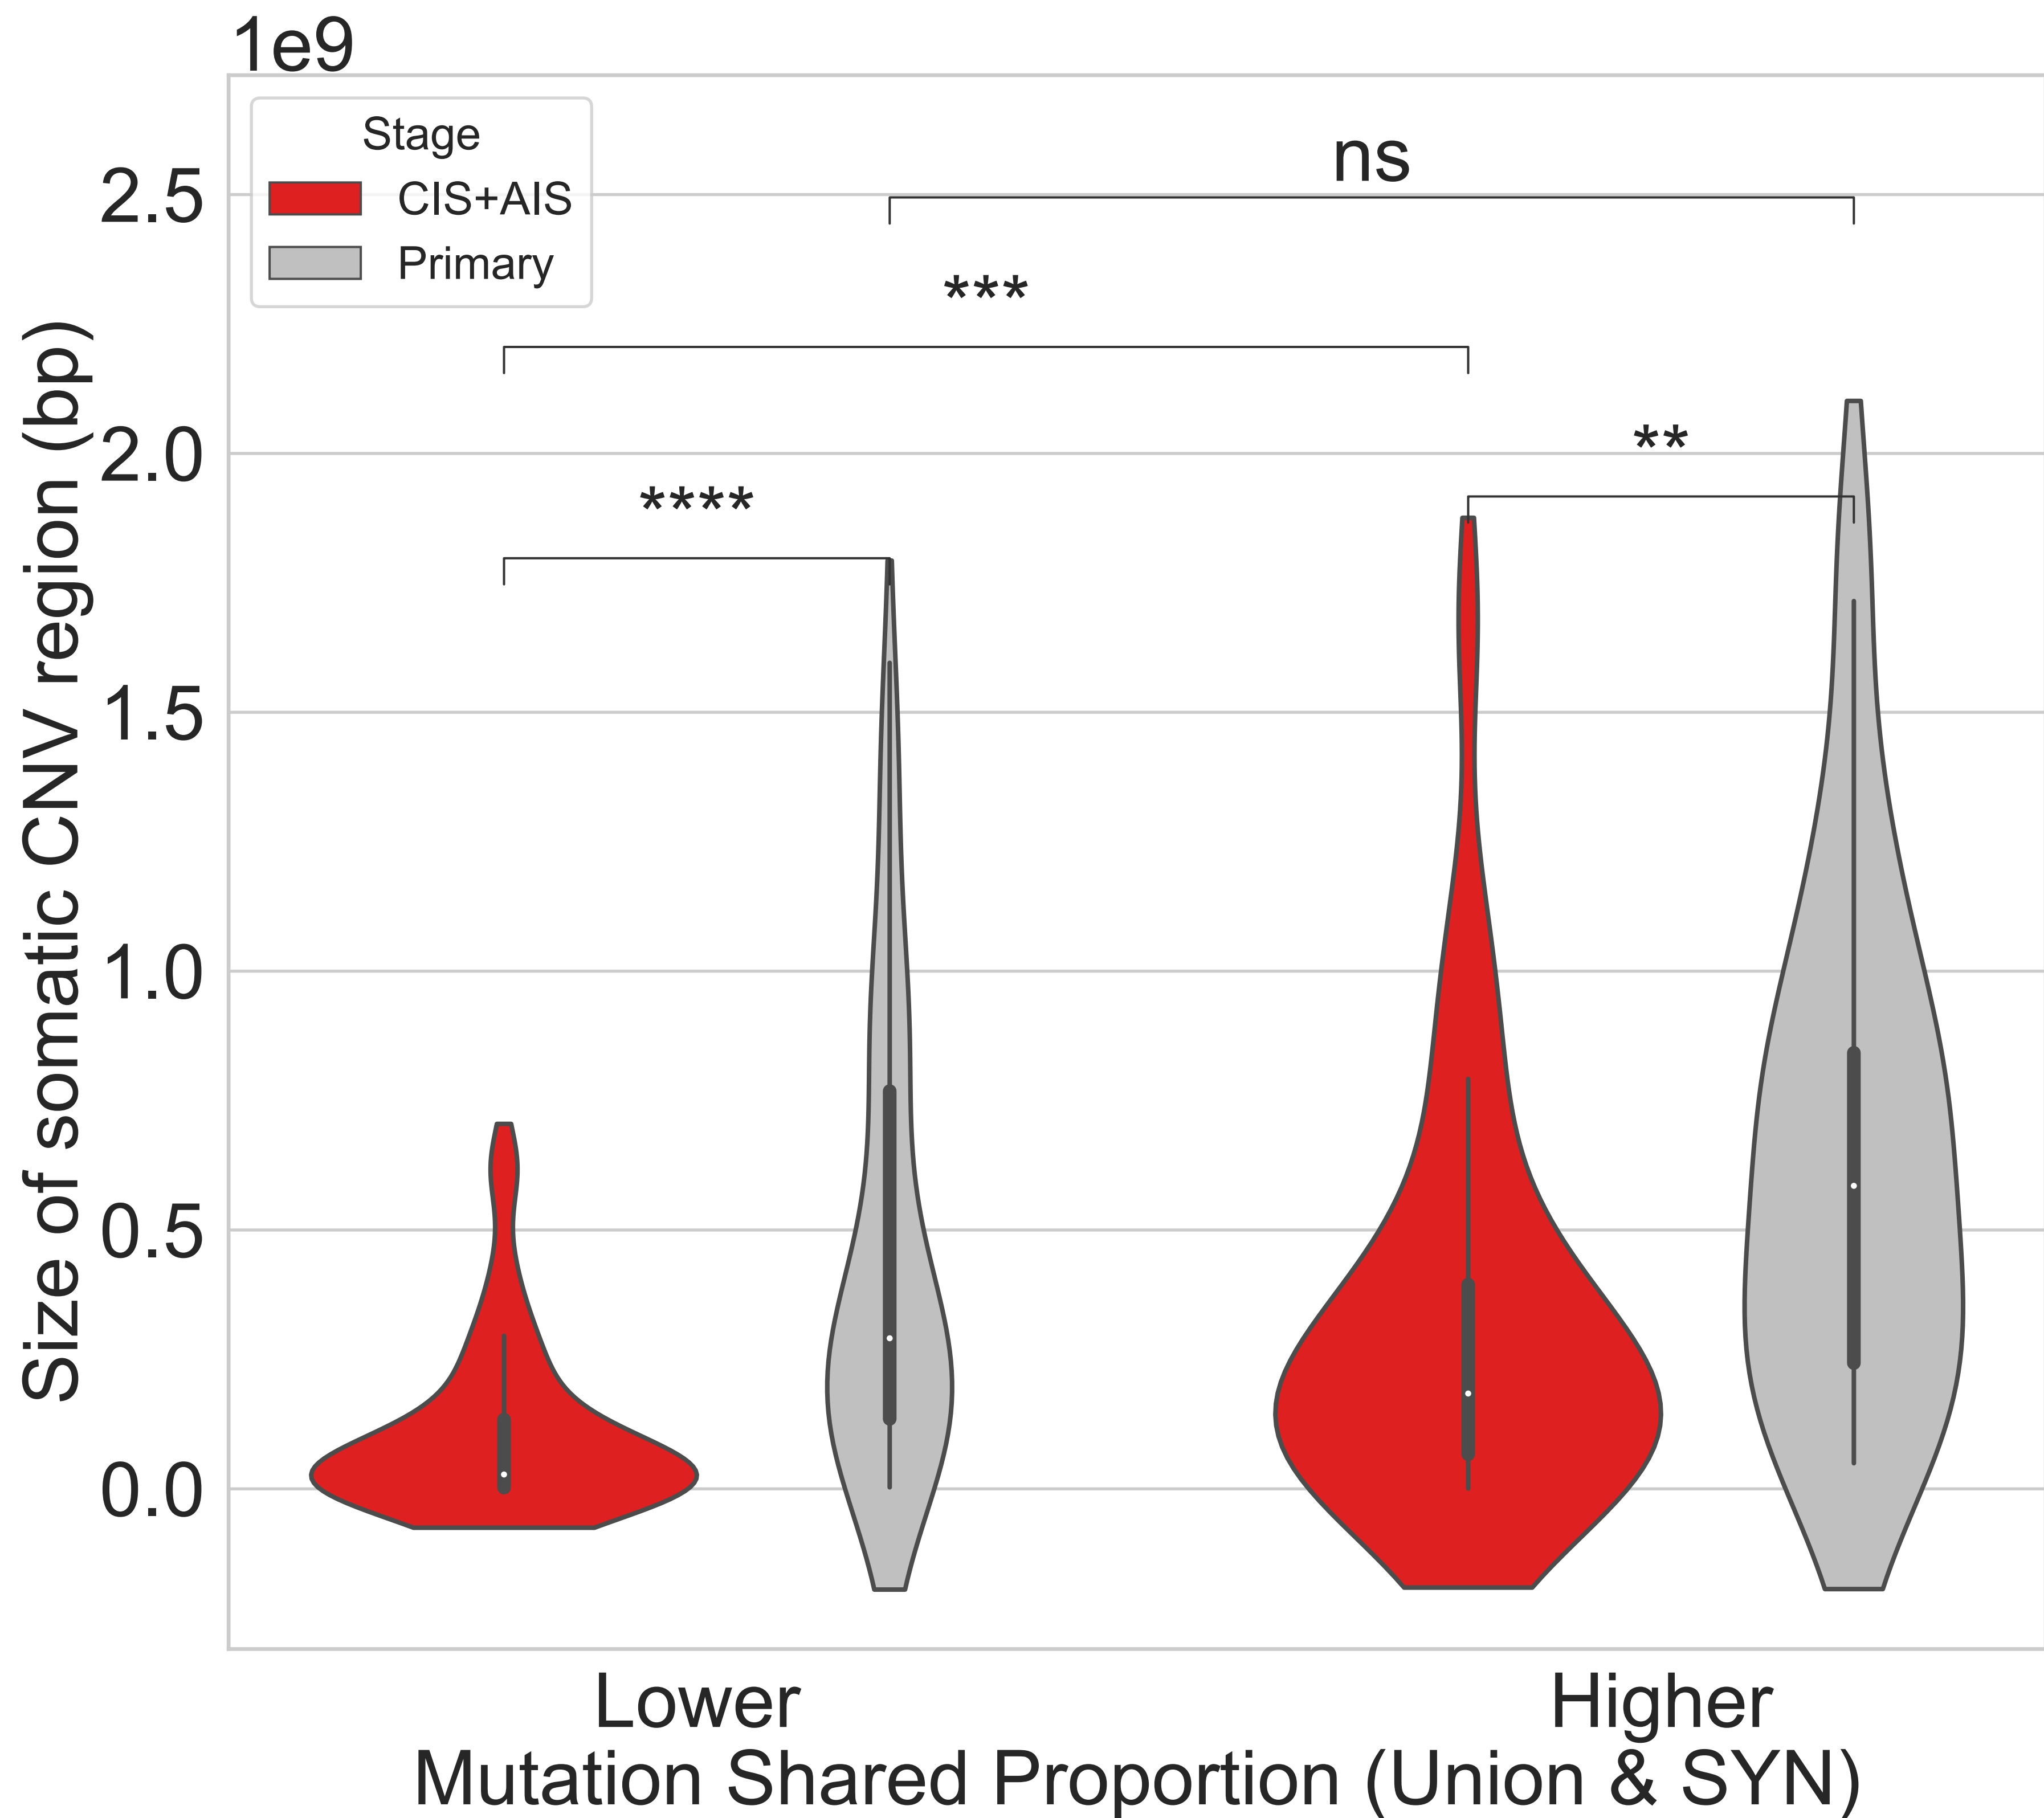 1e9
Stage
CIS+AIS
Primary
ns
***
**
****
2.5
2.0
1.5
1.0
0.5
0.0
Size of somatic CNV region (bp)
Lower
Higher
Mutation Shared Proportion (Union & SYN)